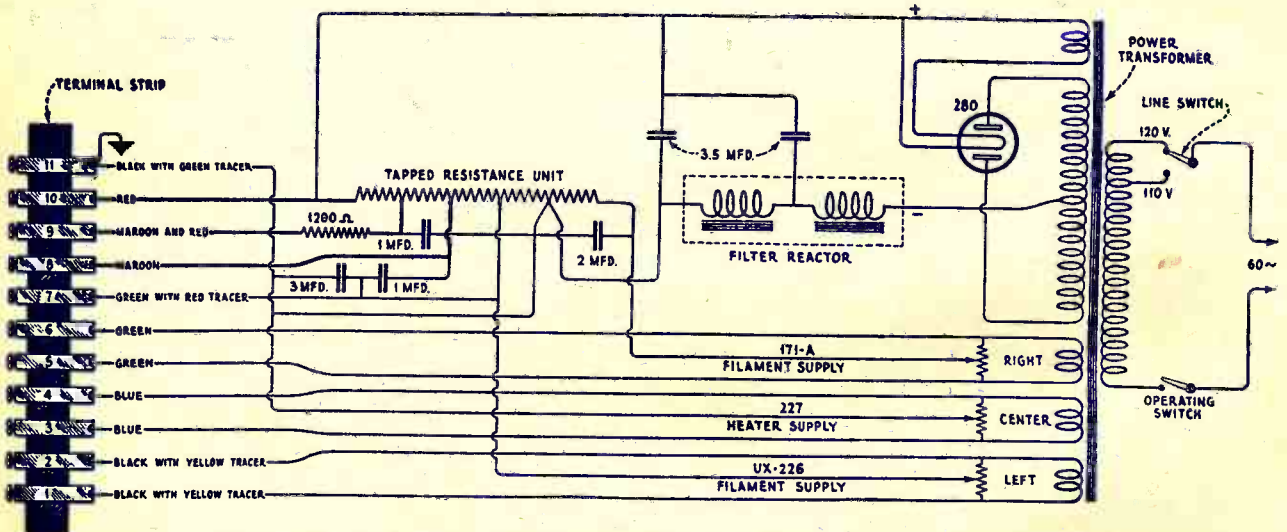 +
POWER
TRANSFORMER
TERMINAL STRIP
280
LINE SWITCH
120 V.
110 V
3.5 MFD.
11 BLACK WITH GREEN TRACER
TAPPED RESISTANCE UNIT
10 RED
1200 Ω
9 MAROON AND RED
1 MFD.
-
2 MFD.
FILTER REACTOR
60~
8 MAROON
3 MFD.
1 MFD.
7 GREEN WITH RED TRACER
6 GREEN
171-A
FILAMENT SUPPLY
RIGHT
5 GREEN
4 BLUE
OPERATING
SWITCH
227
HEATER SUPPLY
CENTER
3 BLUE
2 BLACK WITH YELLOW TRACER
UX-226
FILAMENT SUPPLY
LEFT
1 BLACK WITH YELLOW TRACER